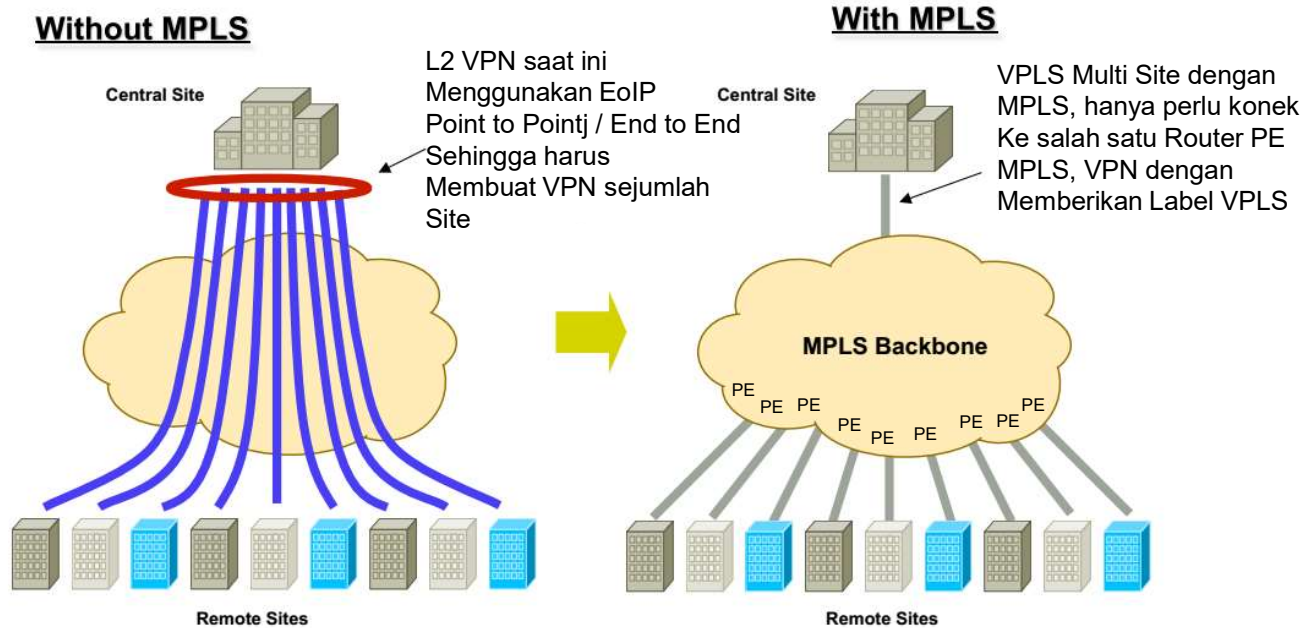 Without MPLS
Central Site
L2 VPN saat ini
Menggunakan EoIP
Point to Pointj / End to End
Sehingga harus
Membuat VPN sejumlah
Site
Remote Sites
With MPLS
Central Site
VPLS Multi Site dengan
MPLS, hanya perlu konek
Ke salah satu Router PE
MPLS, VPN dengan
Memberikan Label VPLS
MPLS Backbone
PE
PE
PE
PE
PE
PE
PE
PE
PE
Remote Sites